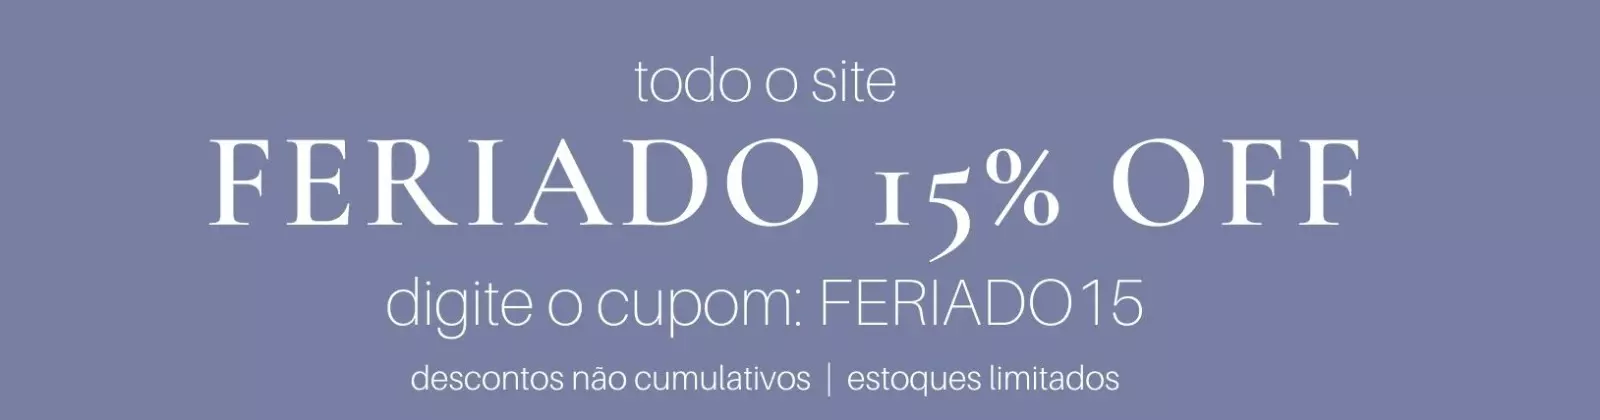 todo o site
FERIADO 15% OFF
digite o cupom: FERIADO15
descontos não cumulativos | estoques limitados